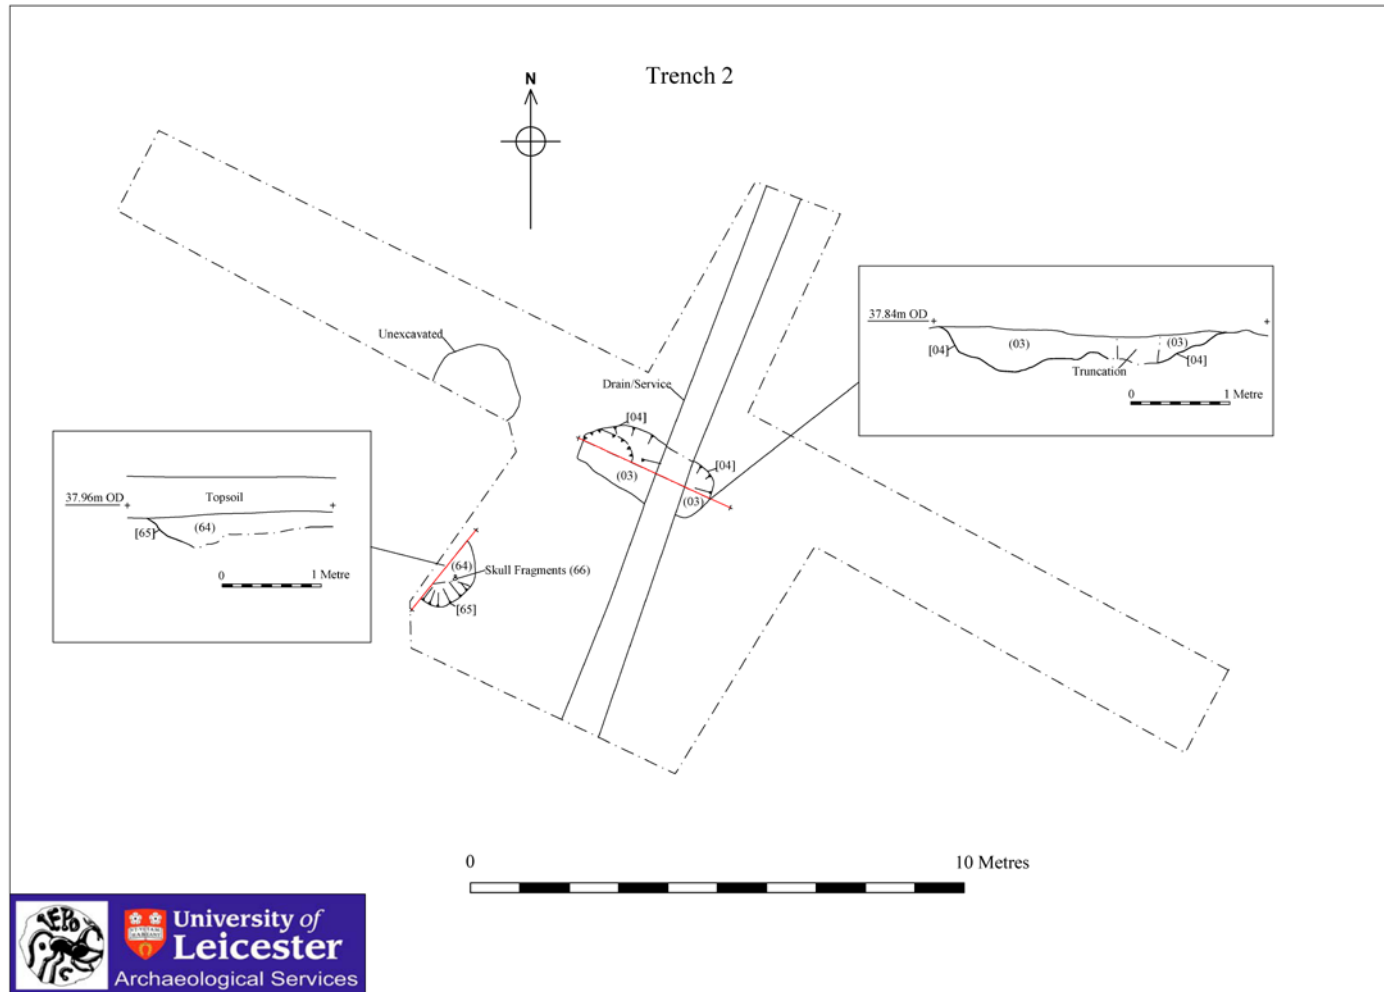 Trench 2
N
Unexcavated
Drain/Service
37.84m OD
[04]
(03)
(03)
[04]
Truncation
0 1 Metre
[04]
[04]
(03)
(03)
37.96m OD
Topsoil
[65]
(64)
0 1 Metre
(64)
Skull Fragments (66)
[65]
0 10 Metres
University of
Leicester
Archaeological Services